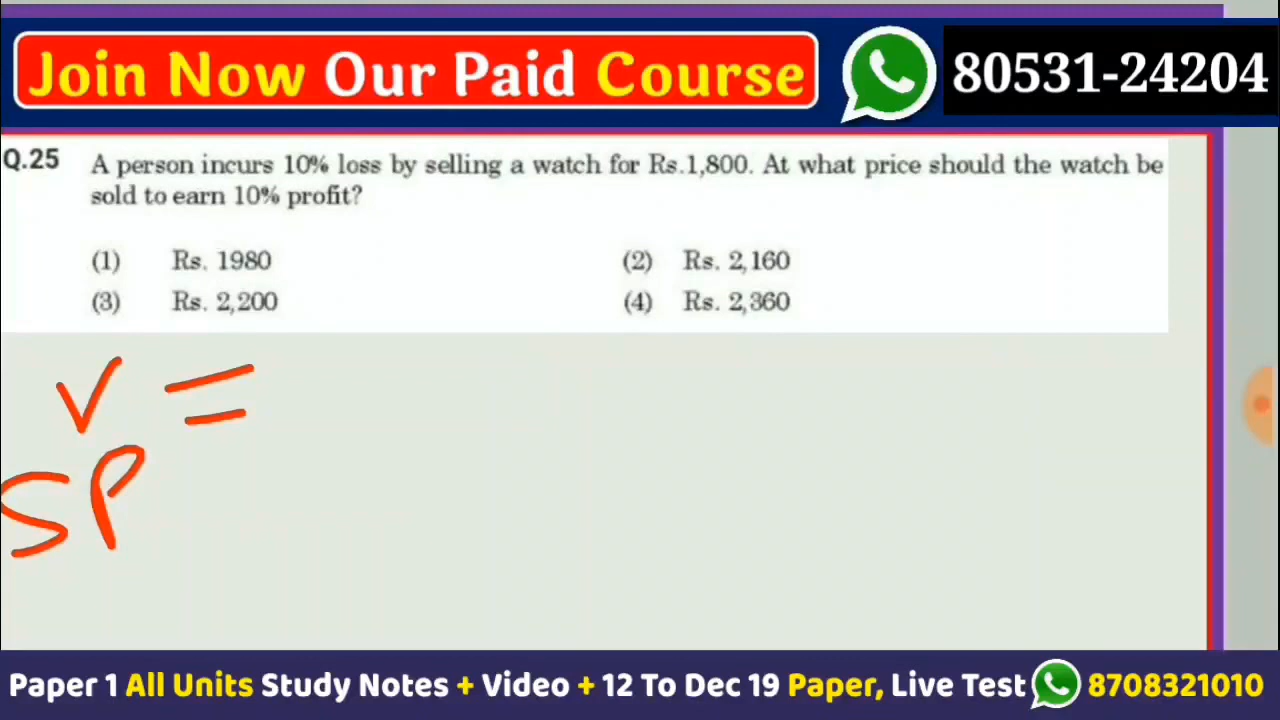 Join Now Our Paid Course 80531-24204
Q.25 A person incurs 10% loss by selling a watch for Rs.1,800. At what price should the watch be
sold to earn 10% profit?
(1) Rs. 1980 (2) Rs. 2,160
(3) Rs. 2,200 (4) Rs. 2,360
V =
SP
Paper 1 All Units Study Notes + Video + 12 To Dec 19 Paper, Live Test 8708321010